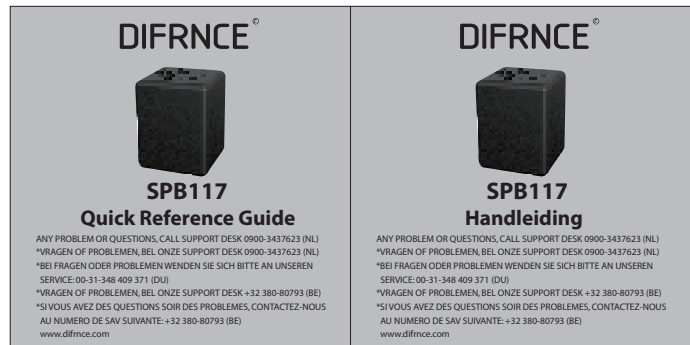 DIFRNCE©
SPB117
Quick Reference Guide
ANY PROBLEM OR QUESTIONS, CALL SUPPORT DESK 0900-3437623 (NL)
*VRAGEN OF PROBLEMEN, BEL ONZE SUPPORT DESK 0900-3437623 (NL)
*BEI FRAGEN ODER PROBLEMEN WENDEN SIE SICH BITTE AN UNSEREN
SERVICE: 00-31-348 409 371 (DU)
*VRAGEN OF PROBLEMEN, BEL ONZE SUPPORT DESK +32 380-80793 (BE)
*SI VOUS AVEZ DES QUESTIONS SOIR DES PROBLEMES, CONTACTEZ-NOUS
AU NUMERO DE SAV SUIVANTE: +32 380-80793 (BE)
www.difrnce.com
DIFRNCE©
SPB117
Handleiding
ANY PROBLEM OR QUESTIONS, CALL SUPPORT DESK 0900-3437623 (NL)
*VRAGEN OF PROBLEMEN, BEL ONZE SUPPORT DESK 0900-3437623 (NL)
*BEI FRAGEN ODER PROBLEMEN WENDEN SIE SICH BITTE AN UNSEREN
SERVICE: 00-31-348 409 371 (DU)
*VRAGEN OF PROBLEMEN, BEL ONZE SUPPORT DESK +32 380-80793 (BE)
*SI VOUS AVEZ DES QUESTIONS SOIR DES PROBLEMES, CONTACTEZ-NOUS
AU NUMERO DE SAV SUIVANTE: +32 380-80793 (BE)
www.difrnce.com